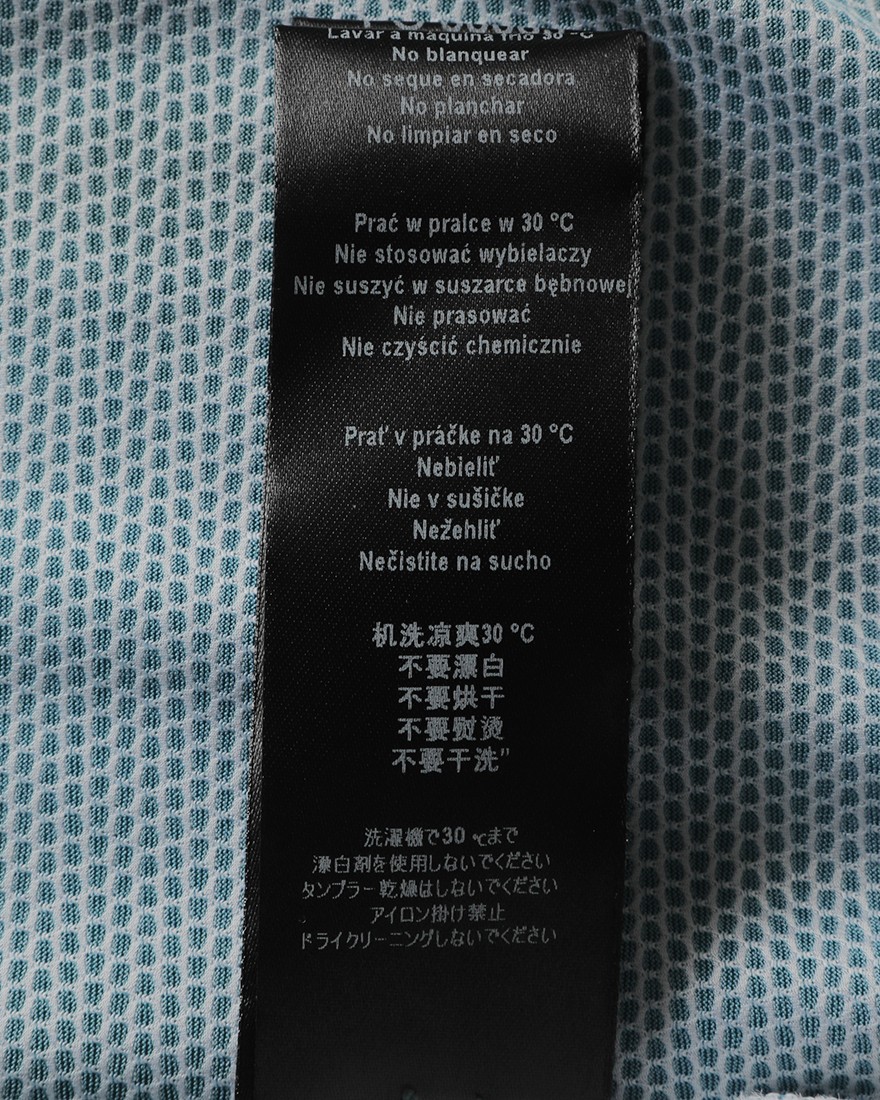 Lavar a máquina frío 30 °C
No blanquear
No seque en secadora
No planchar
No limpiar en seco
Prać w pralce w 30 °C
Nie stosować wybielaczy
Nie suszyć w suszarce bębnowej
Nie prasować
Nie czyścić chemicznie
Prať v práčke na 30 °C
Nebieliť
Nie v sušičke
Nežehliť
Nečistite na sucho
机洗凉爽30 °C
不要漂白
不要烘干
不要熨烫
不要干洗”
洗濯機で30 ℃まで
漂白剤を使用しないでください
タンブラー乾燥はしないでください
アイロン掛け禁止
ドライクリーニングしないでください